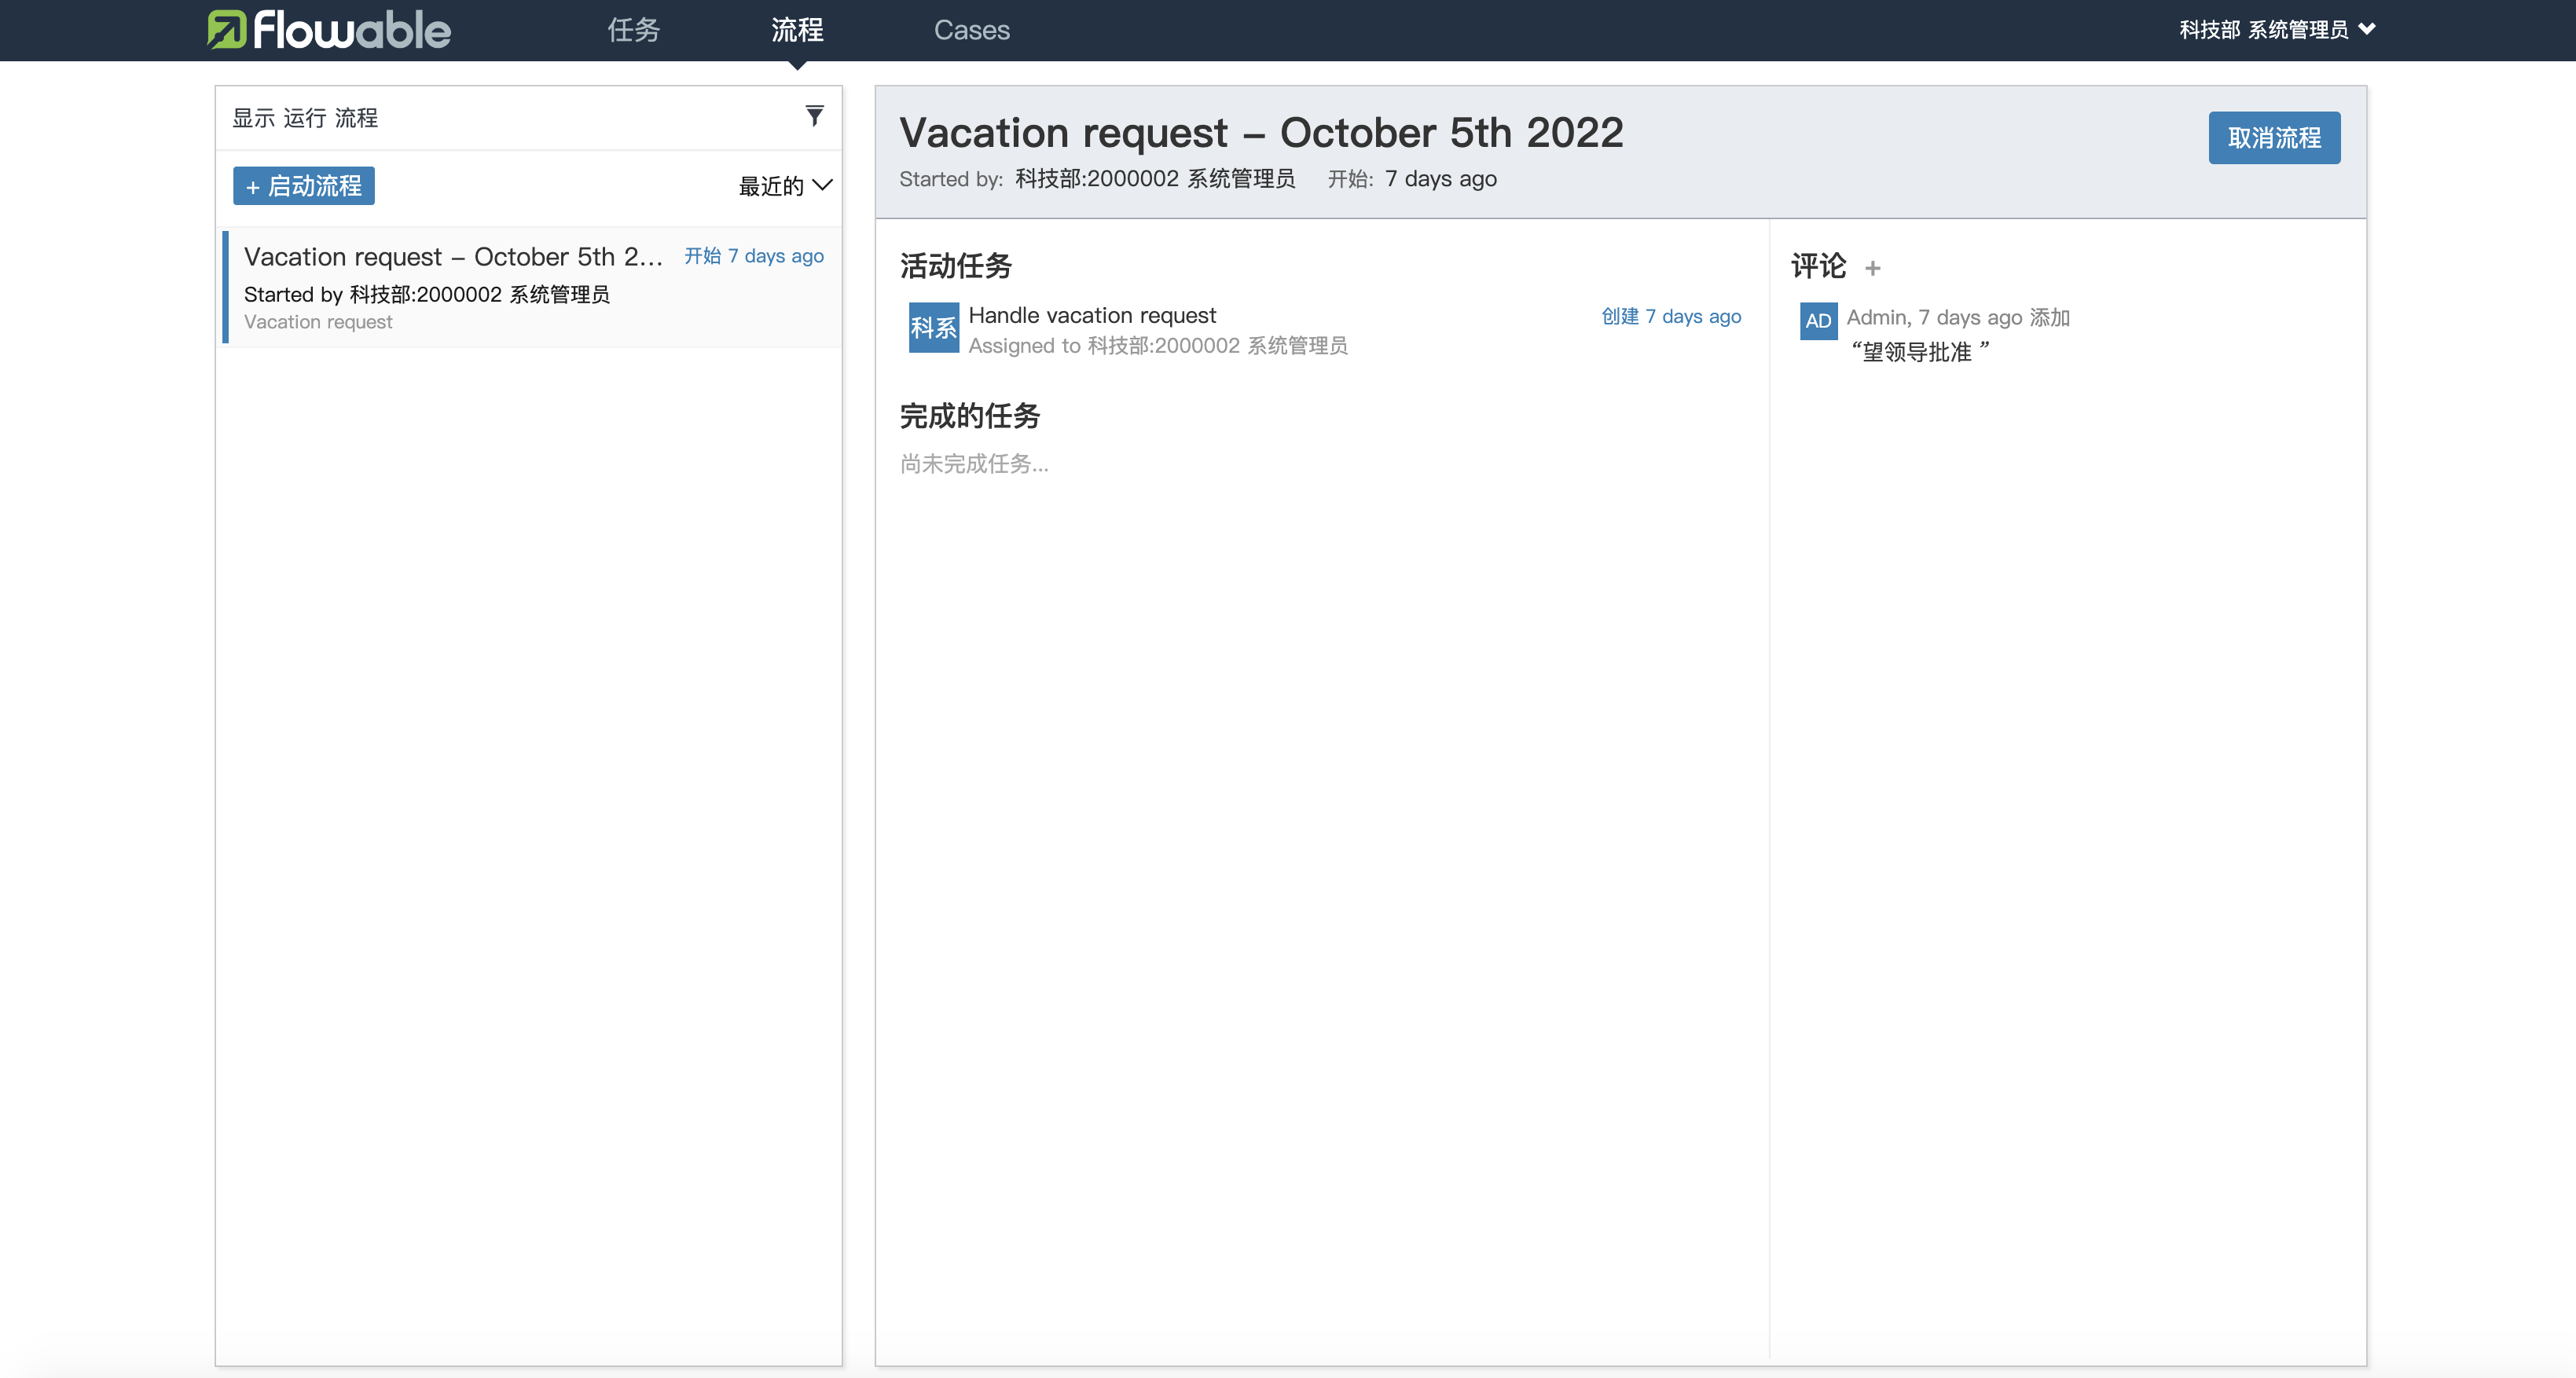 flowable
任务
流程
Cases
科技部 系统管理员
显示 运行 流程
+ 启动流程
最近的
Vacation request – October 5th 2...
开始 7 days ago
Started by 科技部:2000002 系统管理员
Vacation request
Vacation request – October 5th 2022
取消流程
Started by: 科技部:2000002 系统管理员 开始: 7 days ago
活动任务
科系
Handle vacation request
创建 7 days ago
Assigned to 科技部:2000002 系统管理员
完成的任务
尚未完成任务...
评论 +
AD
Admin, 7 days ago 添加
“望领导批准 ”